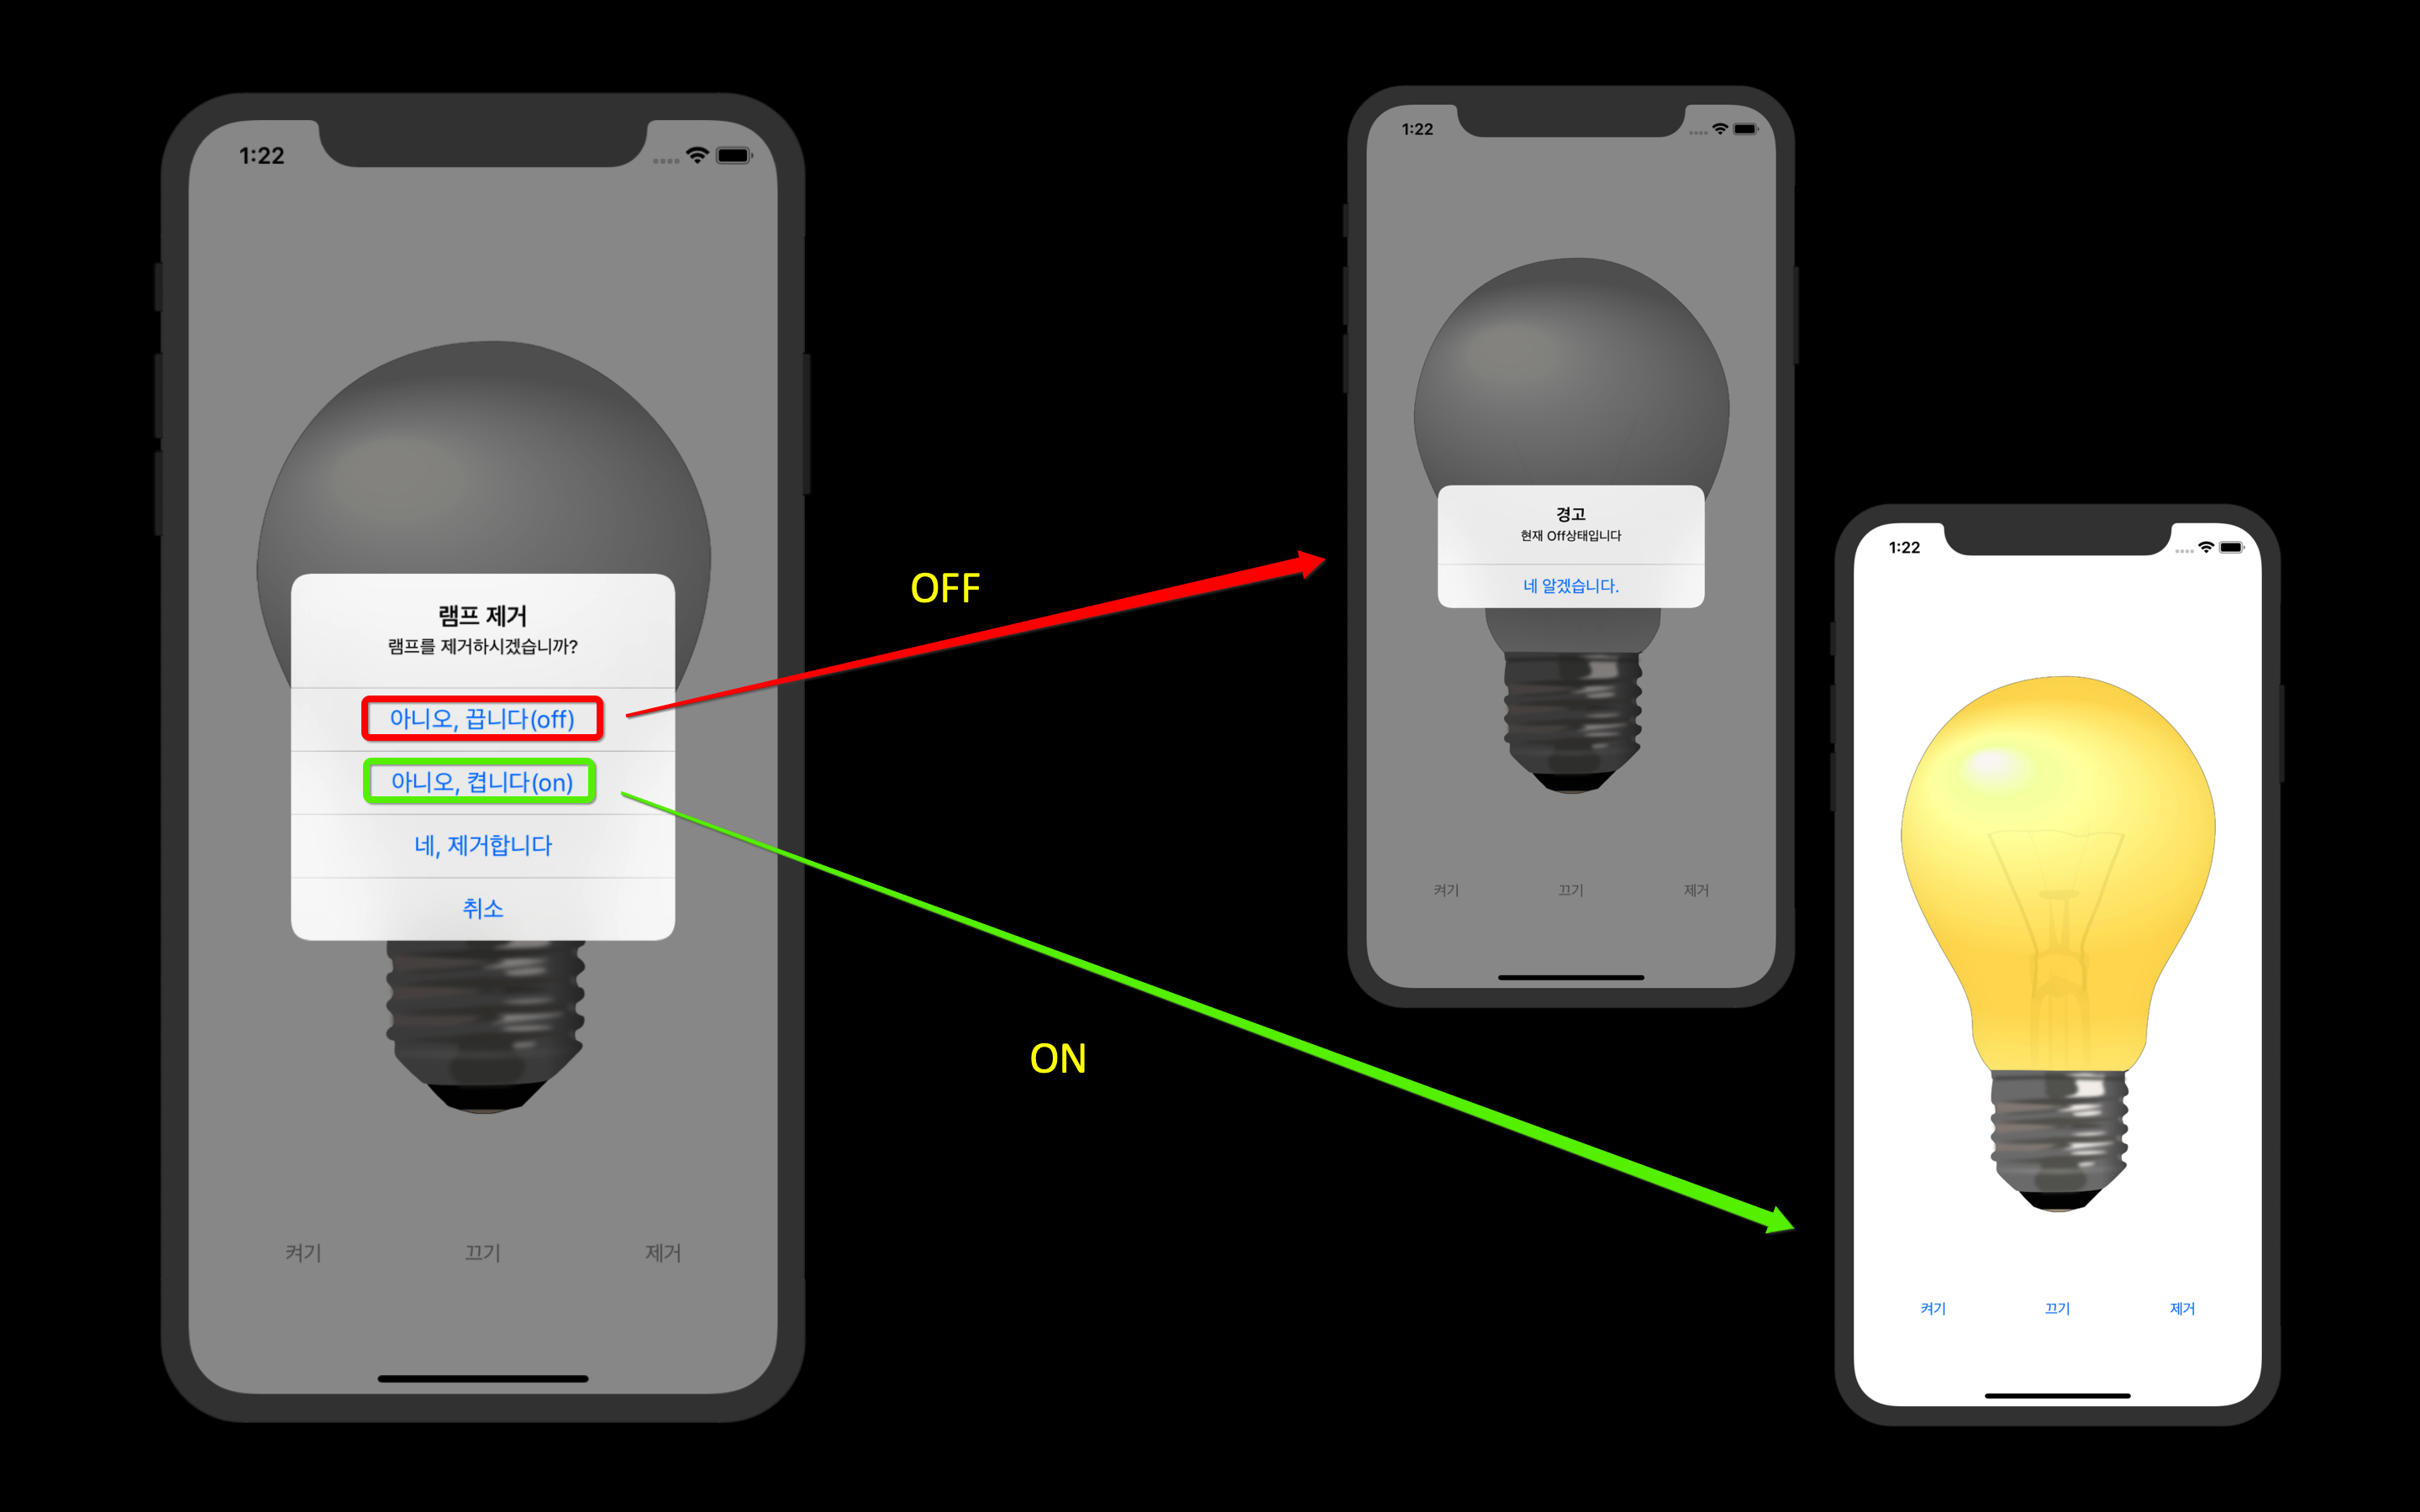 1:22
램프 제거
램프를 제거하시겠습니까?
아니오, 끕니다(off)
아니오, 켭니다(on)
네, 제거합니다
취소
켜기 끄기 제거
OFF
ON
1:22
경고
현재 Off상태입니다
네 알겠습니다.
켜기 끄기 제거
1:22
켜기 끄기 제거